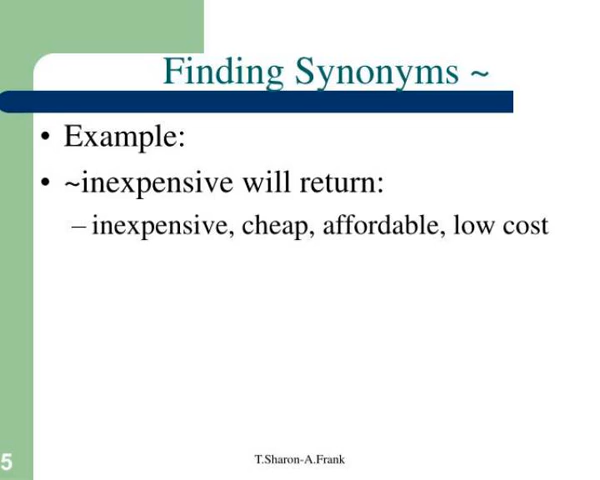 Finding Synonyms ~
• Example:
• ~inexpensive will return:
– inexpensive, cheap, affordable, low cost
5
T.Sharon-A.Frank